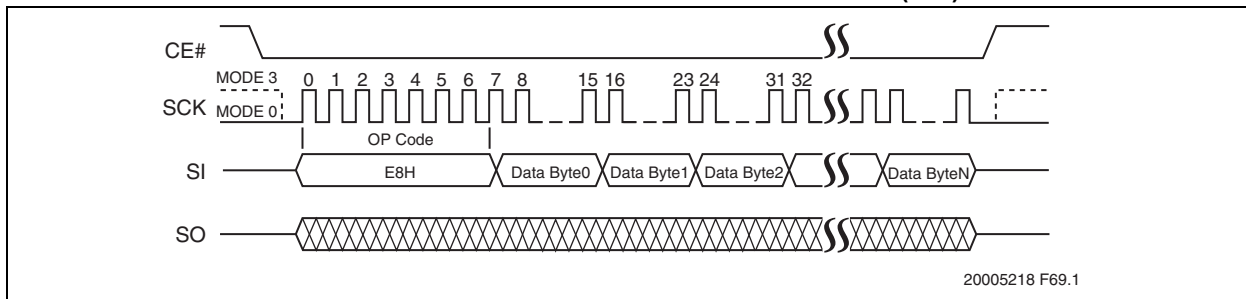 CE#
MODE 3
0 1 2 3 4 5 6 7 8 15 16 23 24 31 32
SCK MODE 0
OP Code
SI E8H Data Byte0 Data Byte1 Data Byte2 Data ByteN
SO
20005218 F69.1